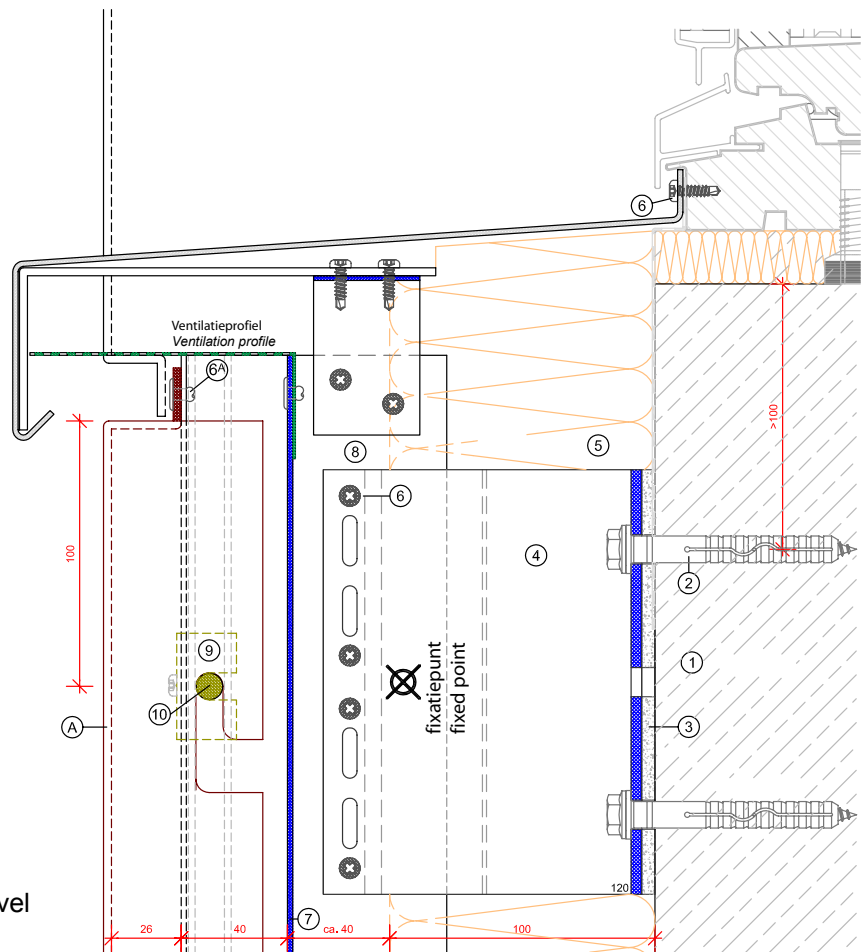 6
Ventilatieprofiel
Ventilation profile
6A
>100
8
5
6
4
2
100
9
1
10
fixatiepunt
fixed point
A
3
120
vel
7
26
40
ca. 40
100